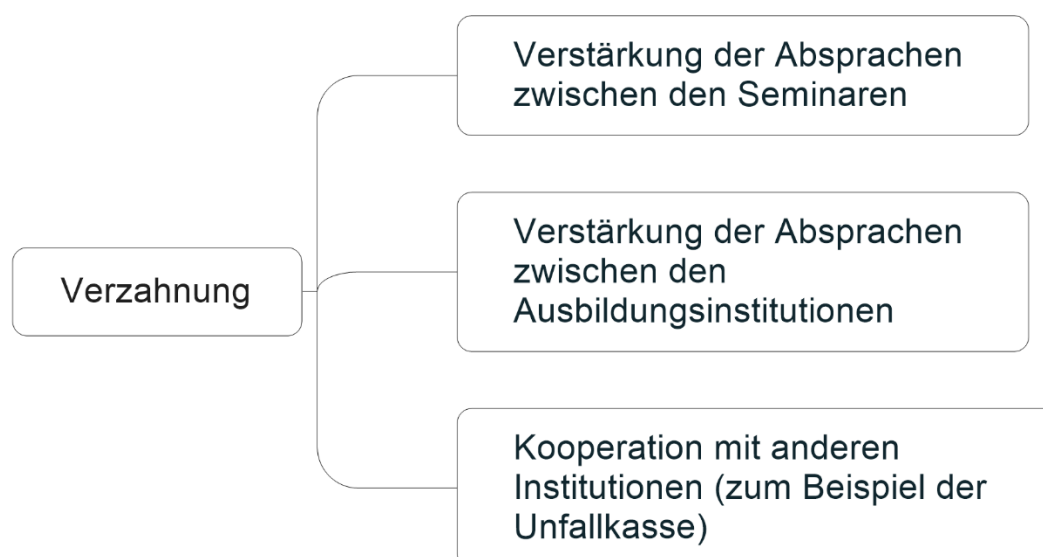 Verstärkung der Absprachen
zwischen den Seminaren
Verstärkung der Absprachen
zwischen den
Ausbildungsinstitutionen
Verzahnung
Kooperation mit anderen
Institutionen (zum Beispiel der
Unfallkasse)